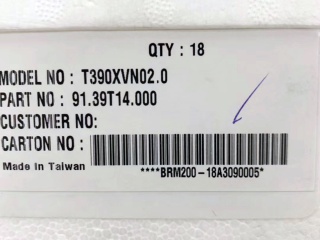 QTY : 18
MODEL NO : T390XVN02.0
PART NO : 91.39T14.000
CUSTOMER NO:
CARTON NO :
Made in Taiwan
****BRM200-18A3090005*